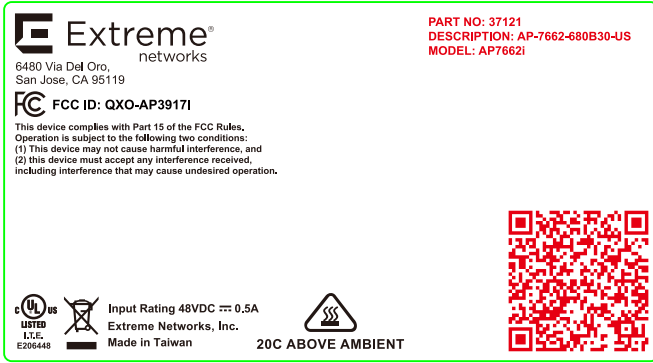 Extreme®
networks
6480 Via Del Oro,
San Jose, CA 95119
FCC ID: QXO-AP3917I
This device complies with Part 15 of the FCC Rules.
Operation is subject to the following two conditions:
(1) This device may not cause harmful interference, and
(2) this device must accept any interference received,
including interference that may cause undesired operation.
PART NO: 37121
DESCRIPTION: AP-7662-680B30-US
MODEL: AP7662i
C UL US
LISTED
I.T.E.
E206448
Input Rating 48VDC ⎓ 0.5A
Extreme Networks, Inc.
Made in Taiwan
20C ABOVE AMBIENT